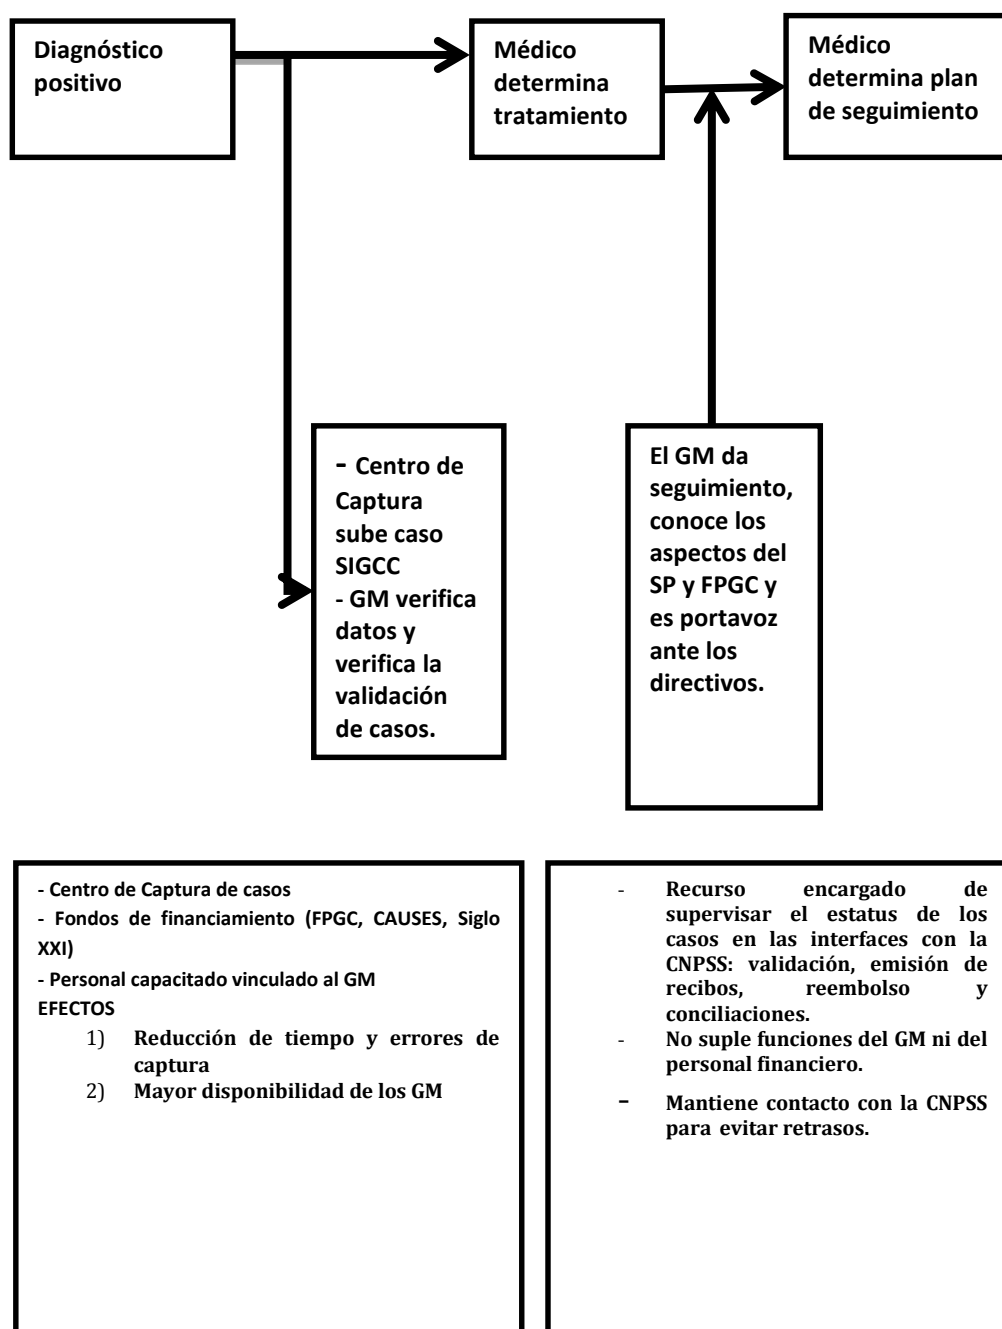 Diagnóstico
positivo
Médico
determina
tratamiento
Médico
determina plan
de seguimiento
- Centro de
Captura
sube caso
SIGCC
- GM verifica
datos y
verifica la
validación
de casos.
El GM da
seguimiento,
conoce los
aspectos del
SP y FPGC y
es portavoz
ante los
directivos.
- Centro de Captura de casos
- Fondos de financiamiento (FPGC, CAUSES, Siglo
XXI)
- Personal capacitado vinculado al GM
EFECTOS
1) Reducción de tiempo y errores de
captura
2) Mayor disponibilidad de los GM
- Recurso encargado de
supervisar el estatus de los
casos en las interfaces con la
CNPSS: validación, emisión de
recibos, reembolso y
conciliaciones.
- No suple funciones del GM ni del
personal financiero.
- Mantiene contacto con la CNPSS
para evitar retrasos.